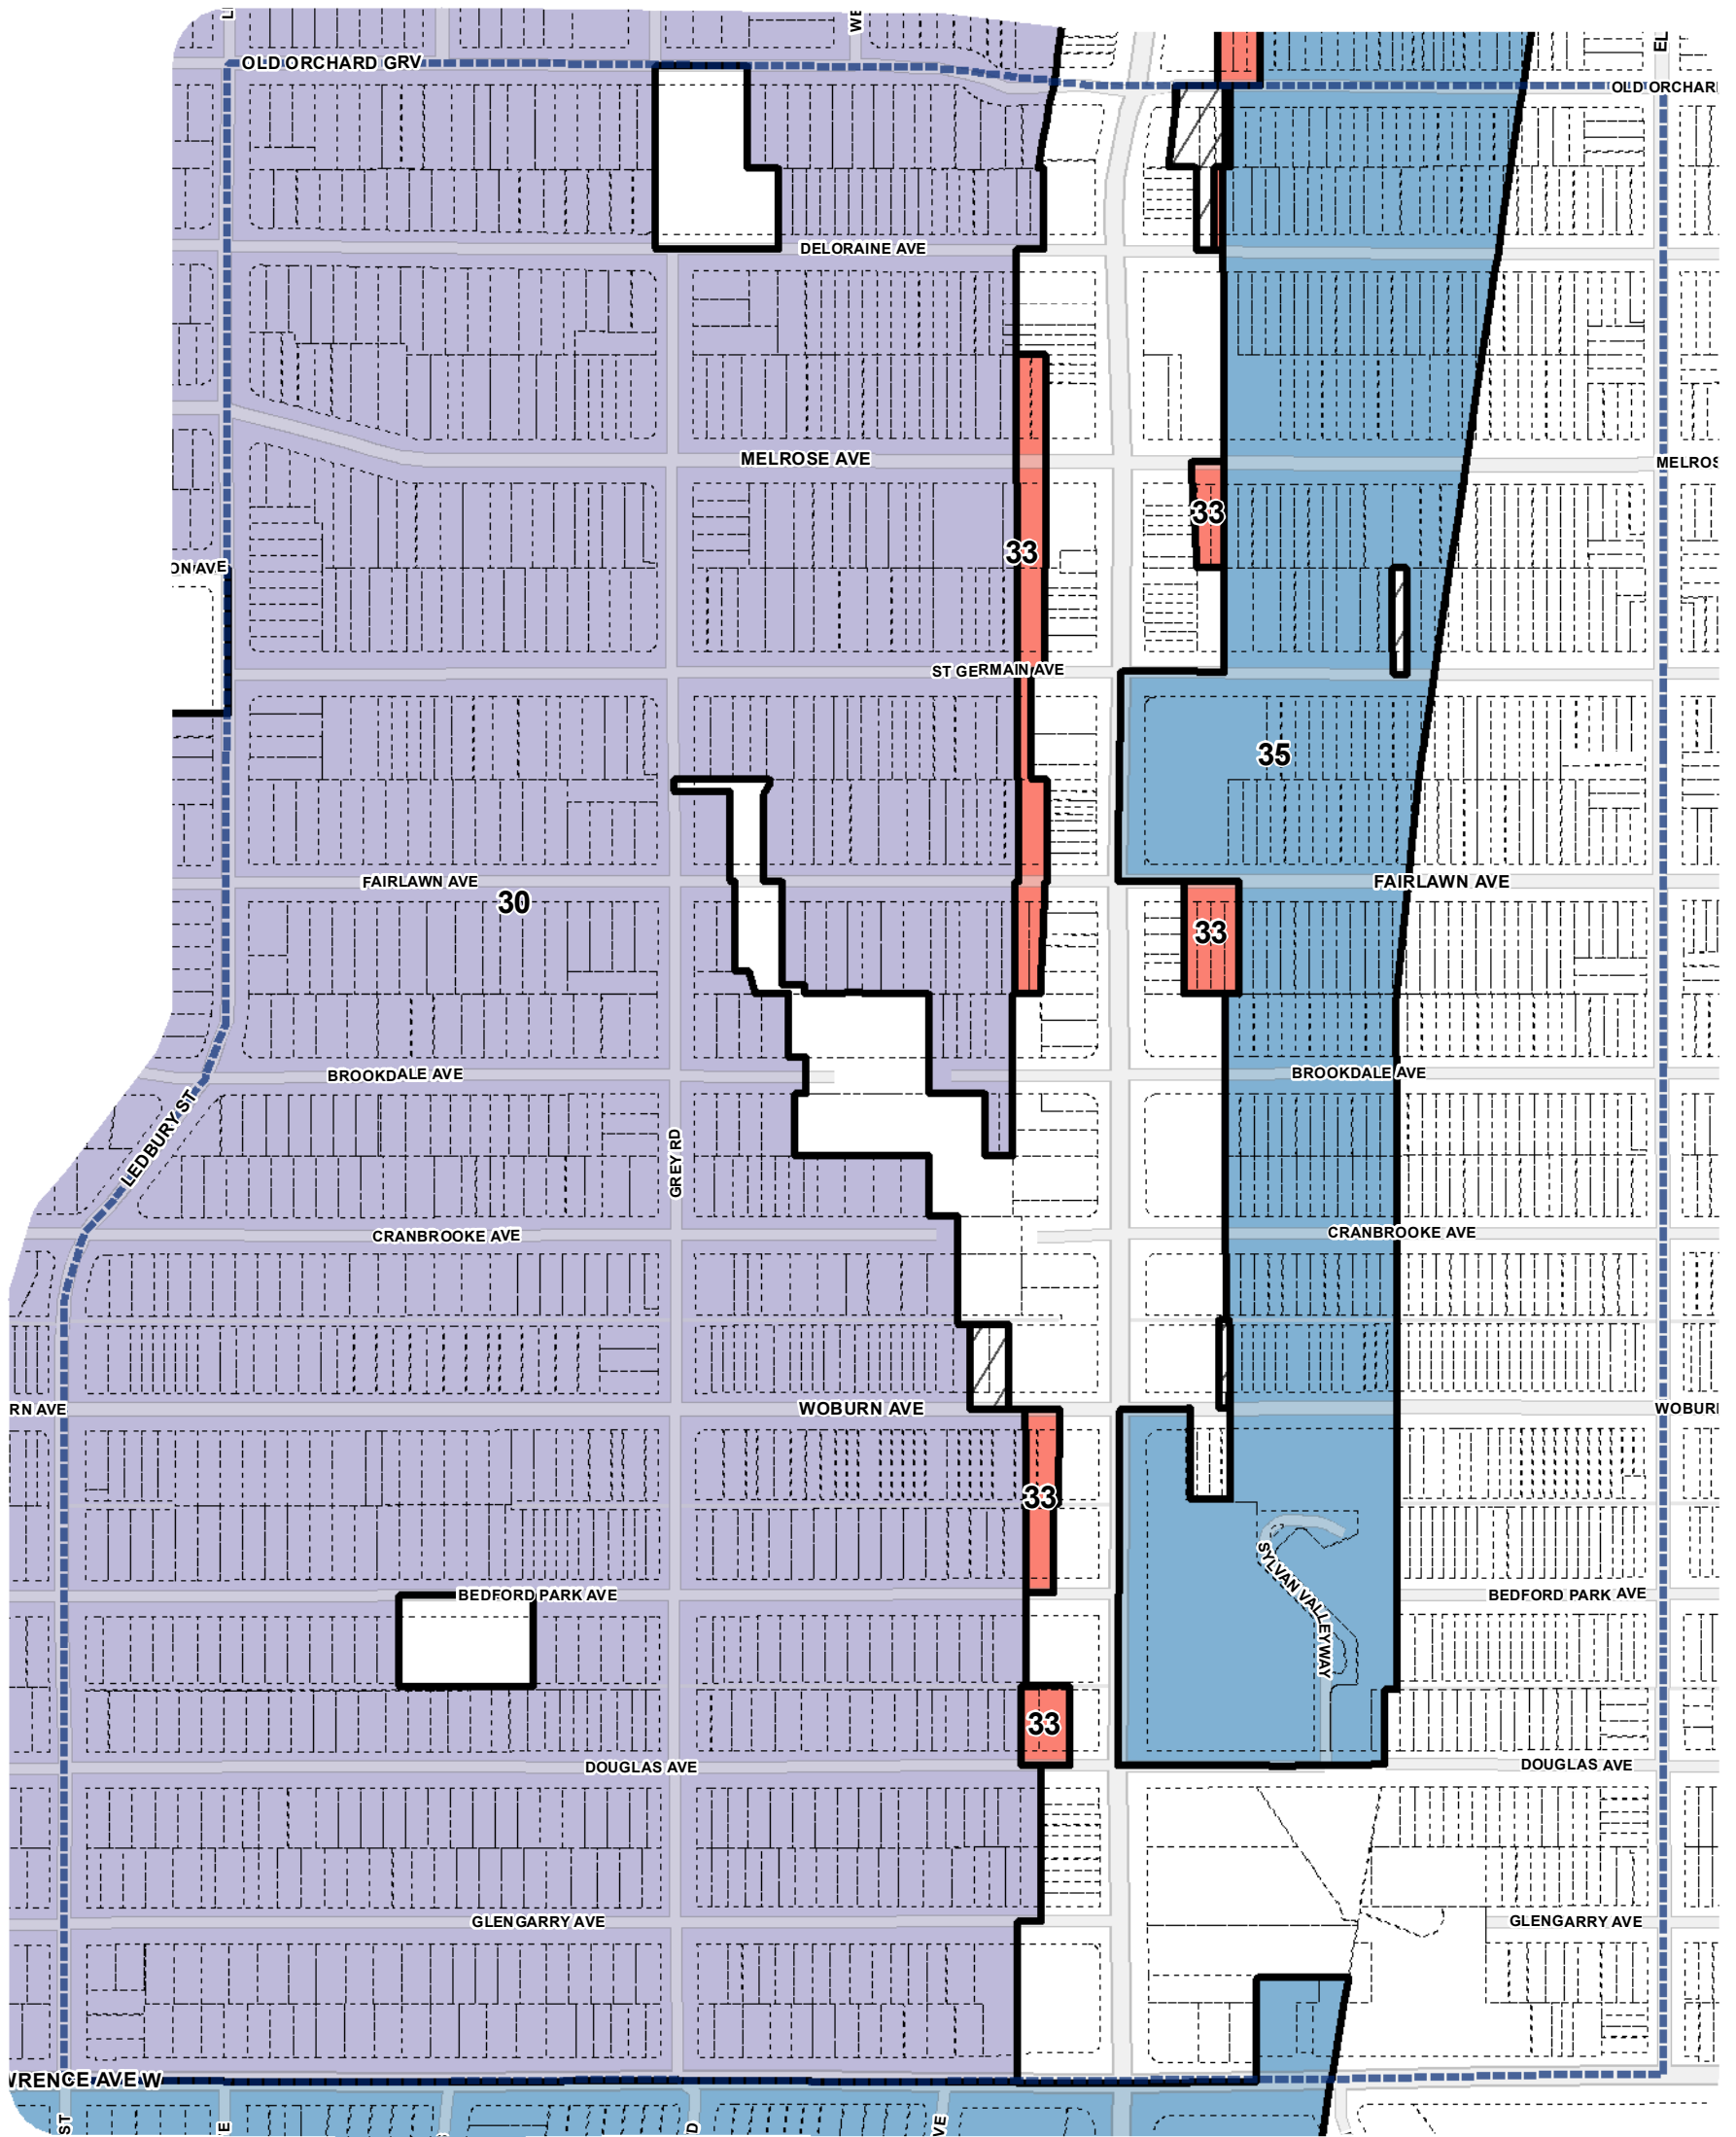 OLD ORCHARD GRV
OLD ORCHAR
DELORAINE AVE
MELROSE AVE
MELROS
33
33
ON AVE
ST GERMAIN AVE
35
FAIRLAWN AVE
FAIRLAWN AVE
30
33
BROOKDALE AVE
BROOKDALE AVE
LEDBURY ST
GREY RD
CRANBROOKE AVE
CRANBROOKE AVE
RN AVE
WOBURN AVE
WOBUR
33
SYLVAN VALLEYWAY
BEDFORD PARK AVE
BEDFORD PARK AVE
33
DOUGLAS AVE
DOUGLAS AVE
GLENGARRY AVE
GLENGARRY AVE
WRENCE AVE W
ST
E
D
VE